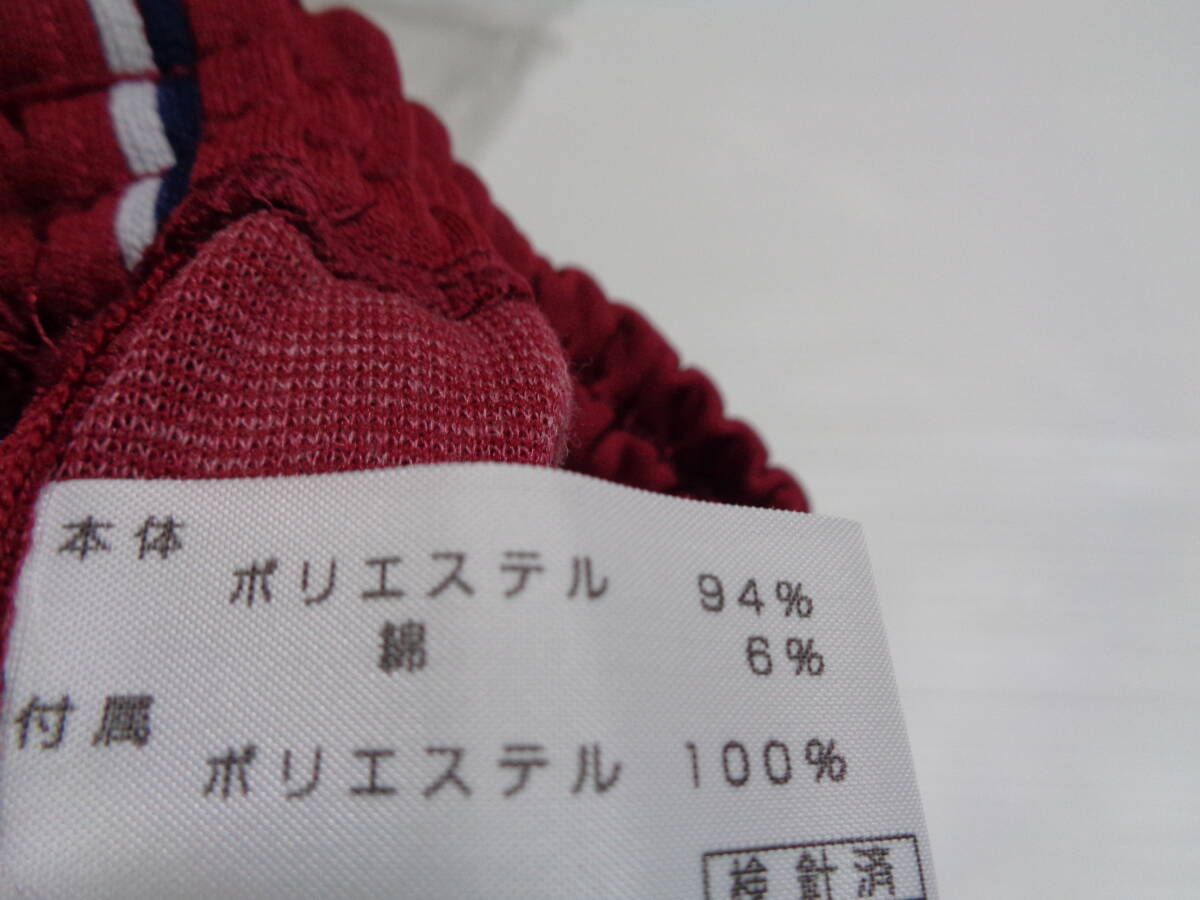 本体
ポリエステル 94%
綿 6%
付属
ポリエステル 100%
検針済